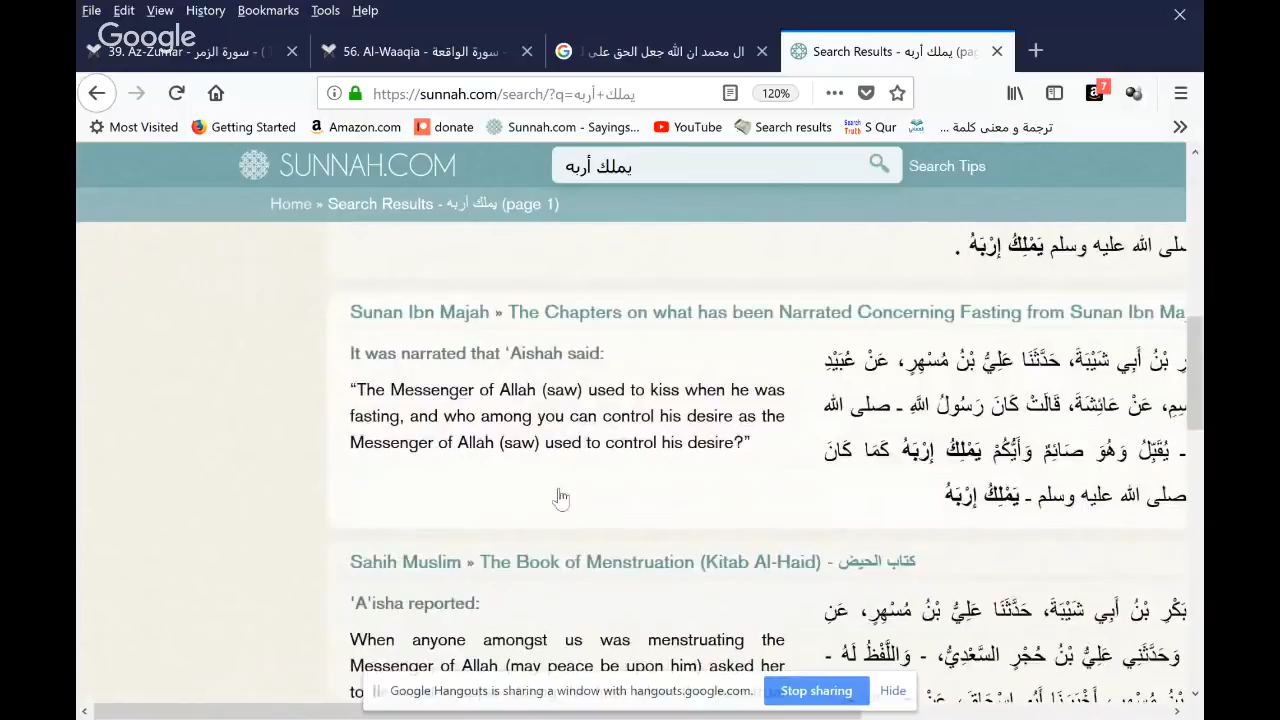 File Edit View History Bookmarks Tools Help
Google
39. Az-Zumar - سورة الزمر - (
56. Al-Waaqia - سورة الواقعة -
ال محمد ان الله جعل الحق على ل
Search Results - يملك أربه (pag
https://sunnah.com/search/?q=يملك+أربه
120%
7
Most Visited Getting Started Amazon.com donate Sunnah.com - Sayings... YouTube Search results Search Truth S Qur ترجمة و معنى كلمة ...
SUNNAH.COM
يملك أربه
Search Tips
Home » Search Results - يملك أربه (page 1)
صلى الله عليه وسلم يَمْلِكُ إِرْبَهُ .
Sunan Ibn Majah » The Chapters on what has been Narrated Concerning Fasting from Sunan Ibn Ma
It was narrated that ‘Aishah said:
“The Messenger of Allah (saw) used to kiss when he was
fasting, and who among you can control his desire as the
Messenger of Allah (saw) used to control his desire?”
بْنُ أَبِي شَيْبَةَ، حَدَّثَنَا عَلِيُّ بْنُ مُسْهِرٍ، عَنْ عُبَيْدِ
عَنْ عَائِشَةَ، قَالَتْ كَانَ رَسُولُ اللَّهِ ـ صلى الله
ـ يُقَبِّلُ وَهُوَ صَائِمٌ وَأَيُّكُمْ يَمْلِكُ إِرْبَهُ كَمَا كَانَ
صلى الله عليه وسلم ـ يَمْلِكُ إِرْبَهُ
Sahih Muslim » The Book of Menstruation (Kitab Al-Haid) - كتاب الحيض
'A'isha reported:
When anyone amongst us was menstruating the
Messenger of Allah (may peace be upon him) asked her
to
بَكْرِ بْنُ أَبِي شَيْبَةَ، حَدَّثَنَا عَلِيُّ بْنُ مُسْهِرٍ، عَنِ
وَحَدَّثَنِي عَلِيُّ بْنُ حُجْرٍ السَّعْدِيُّ، - وَاللَّفْظُ لَهُ -
Google Hangouts is sharing a window with hangouts.google.com. Stop sharing Hide